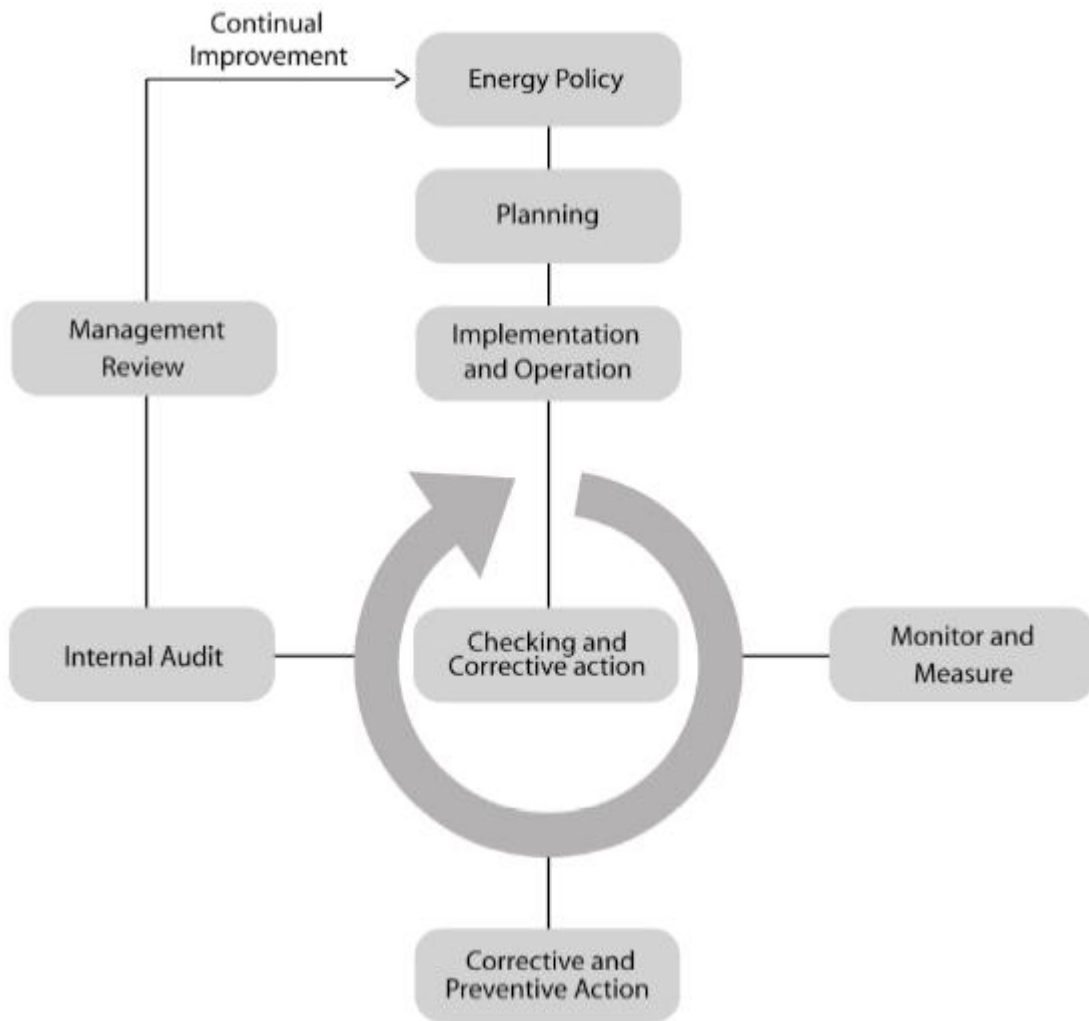 Continual
Improvement
Energy Policy
Planning
Management
Review
Implementation
and Operation
Internal Audit
Checking and
Corrective action
Monitor and
Measure
Corrective and
Preventive Action